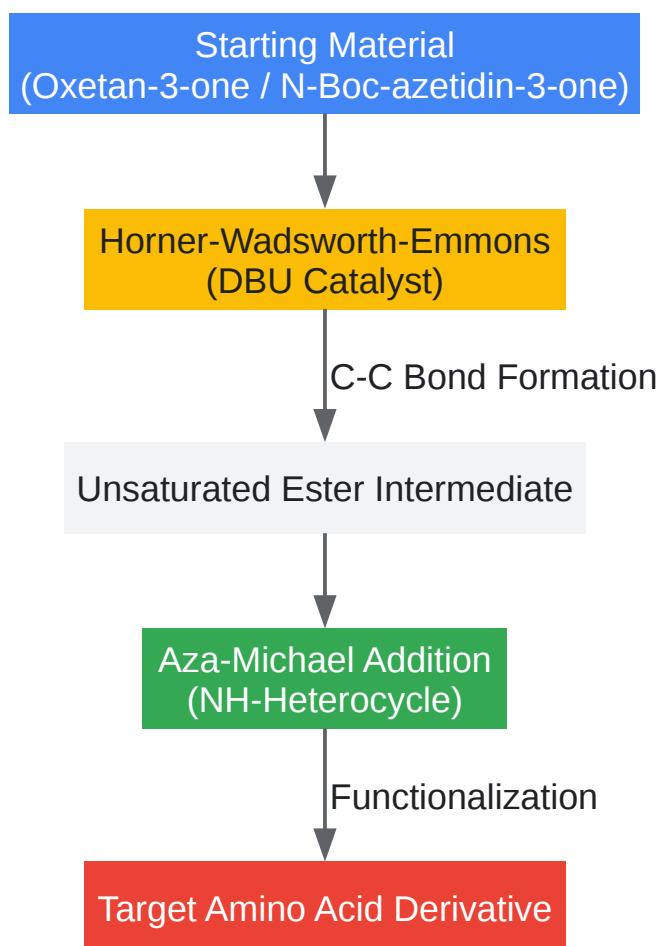 Starting Material
(Oxetan-3-one / N-Boc-azetidin-3-one)
Horner-Wadsworth-Emmons
(DBU Catalyst)
C-C Bond Formation
Unsaturated Ester Intermediate
Aza-Michael Addition
(NH-Heterocycle)
Functionalization
Target Amino Acid Derivative